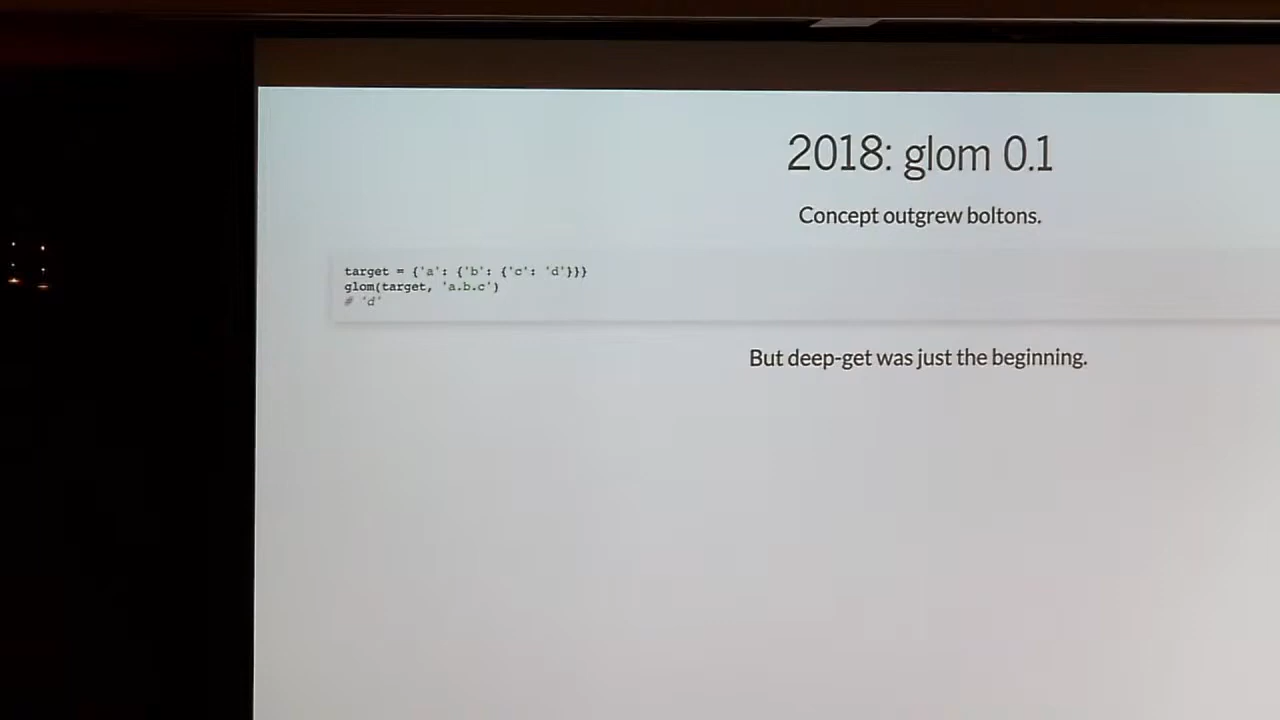 2018: glom 0.1
Concept outgrew boltons.
target = {'a': {'b': {'c': 'd'}}}
glom(target, 'a.b.c')
# 'd'
But deep-get was just the beginning.